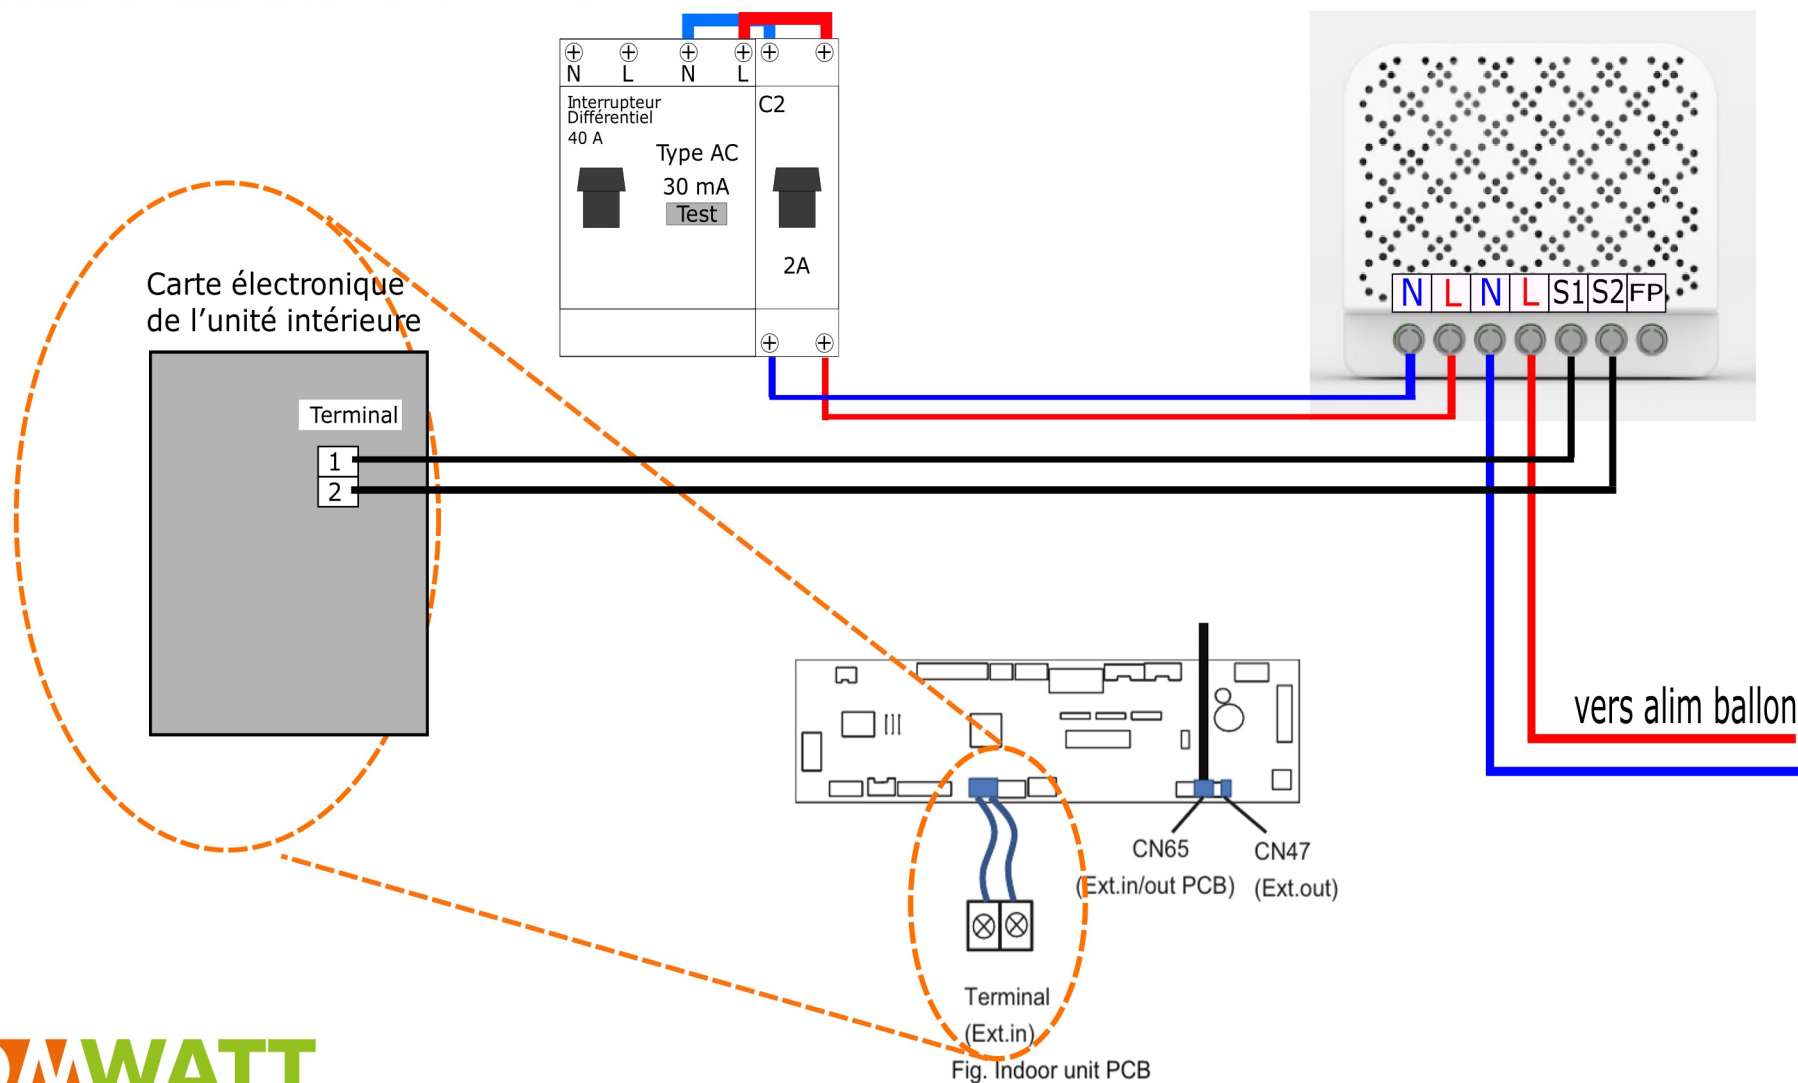 N L N L
Interrupteur
Différentiel
40 A
Type AC
30 mA
Test
C2
2A
N L N L S1 S2 FP
Carte électronique
de l'unité intérieure
Terminal
1
2
vers alim ballon
CN65
(Ext.in/out PCB)
CN47
(Ext.out)
Terminal
(Ext.in)
Fig. Indoor unit PCB
OMWATT